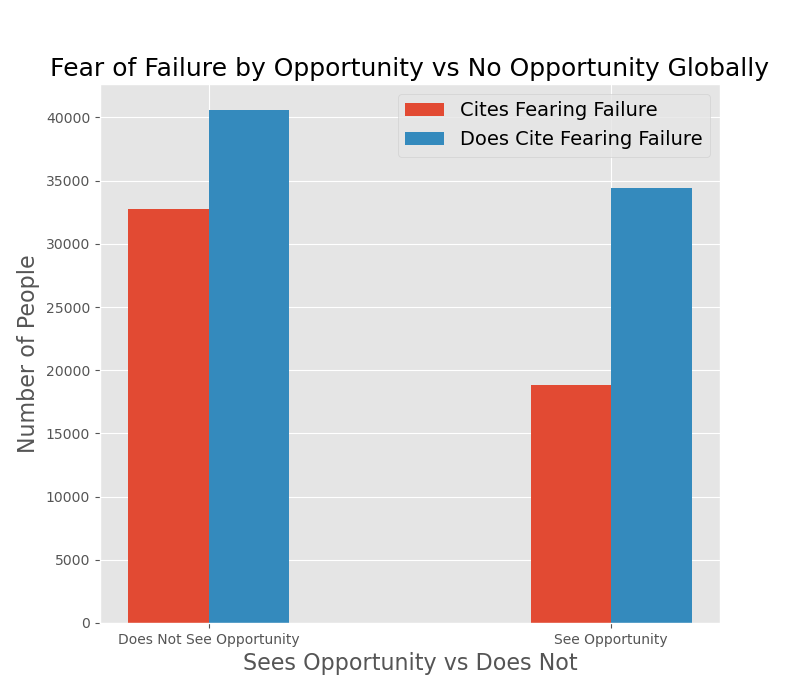 Fear of Failure by Opportunity vs No Opportunity Globally
Cites Fearing Failure
Does Cite Fearing Failure
40000
35000
30000
25000
20000
15000
10000
5000
0
Number of People
Does Not See Opportunity
See Opportunity
Sees Opportunity vs Does Not